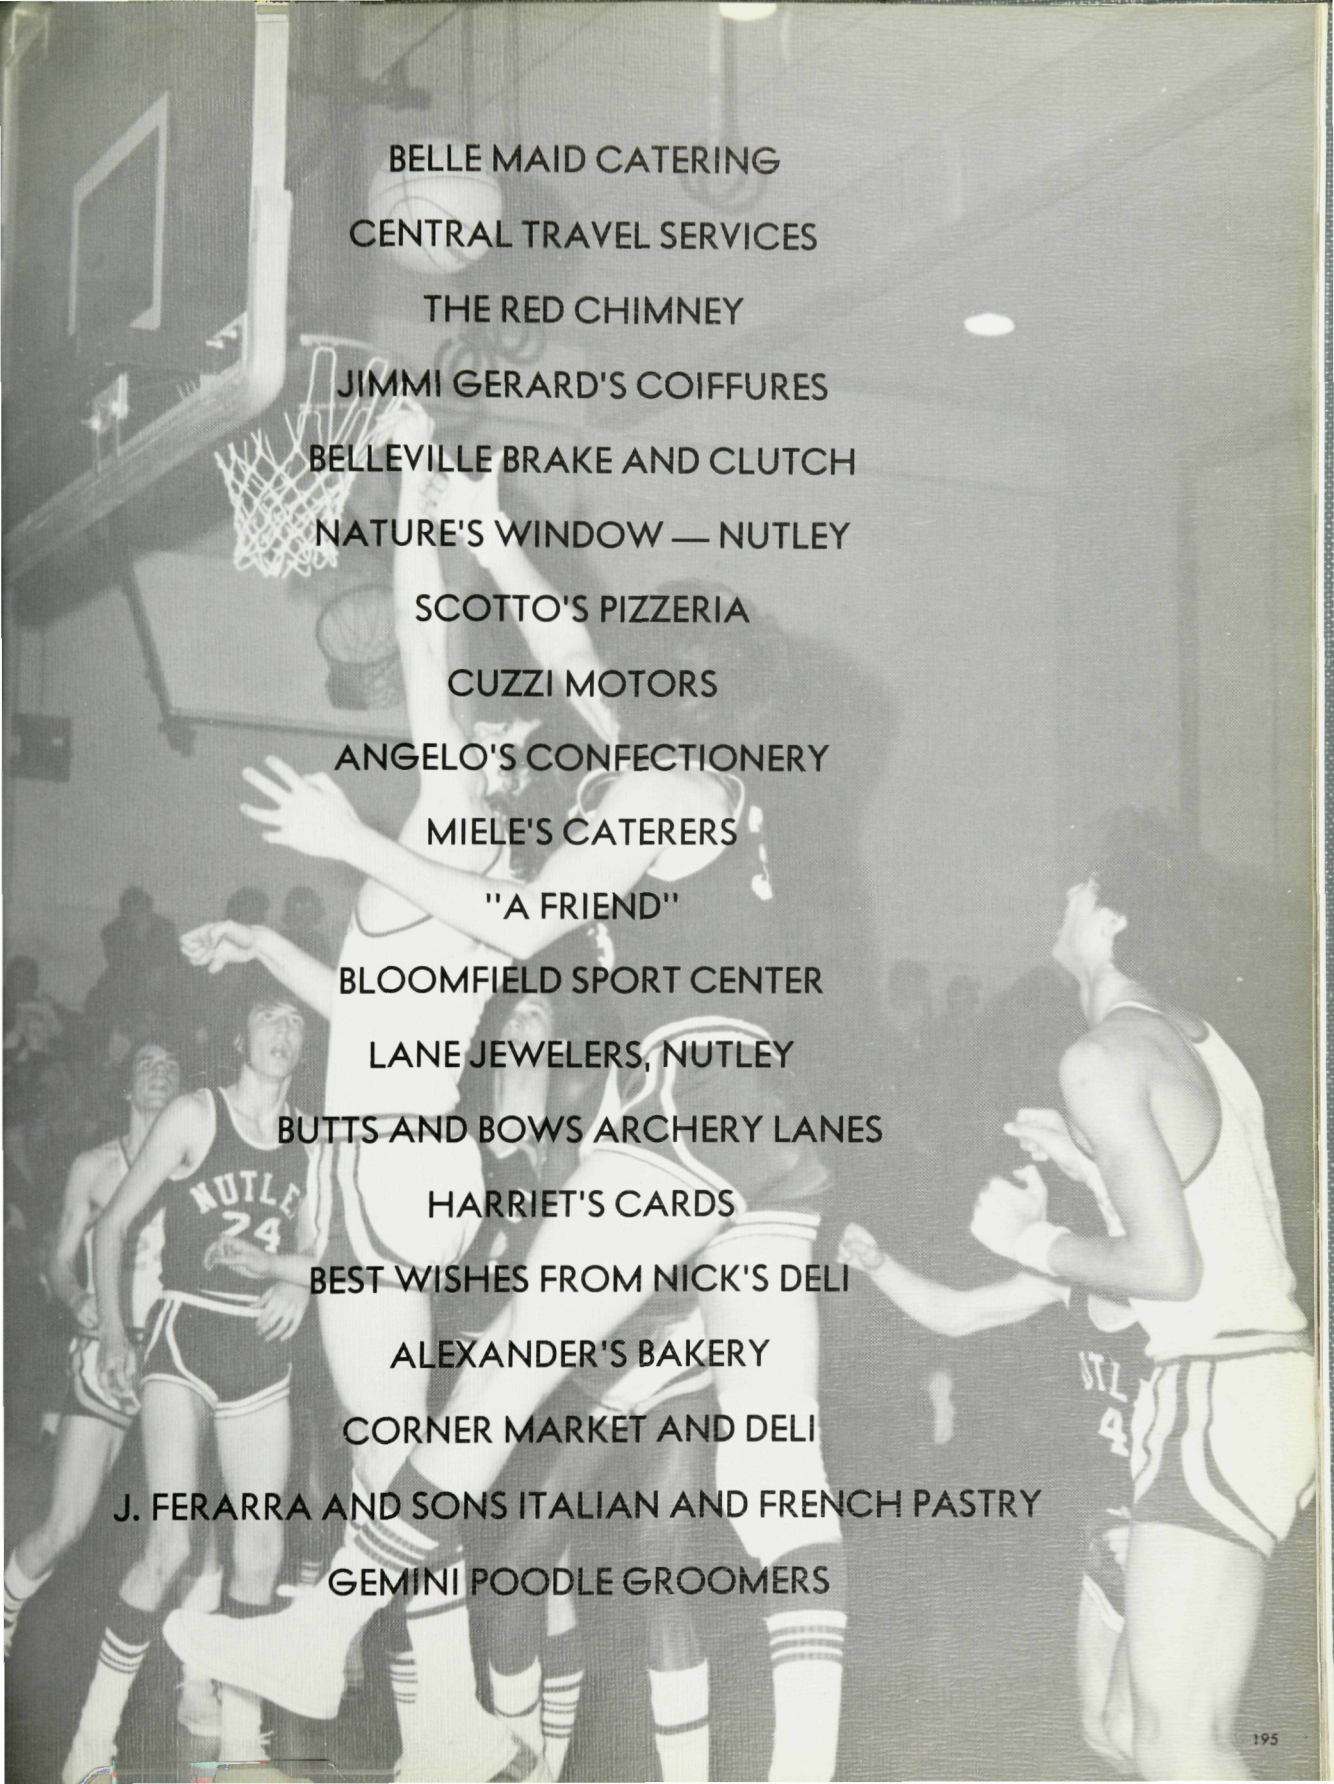 BELLE MAID CATERING
CENTRAL TRAVEL SERVICES
THE RED CHIMNEY
JIMMI GERARD'S COIFFURES
BELLEVILLE BRAKE AND CLUTCH
NATURE'S WINDOW — NUTLEY
SCOTTO'S PIZZERIA
CUZZI MOTORS
ANGELO'S CONFECTIONERY
MIELE'S CATERERS
"A FRIEND"
BLOOMFIELD SPORT CENTER
LANE JEWELERS, NUTLEY
BUTTS AND BOWS ARCHERY LANES
NUTLE
24
HARRIET'S CARDS
BEST WISHES FROM NICK'S DELI
ALEXANDER'S BAKERY
UTL
4
CORNER MARKET AND DELI
J. FERARRA AND SONS ITALIAN AND FRENCH PASTRY
GEMINI POODLE GROOMERS
195